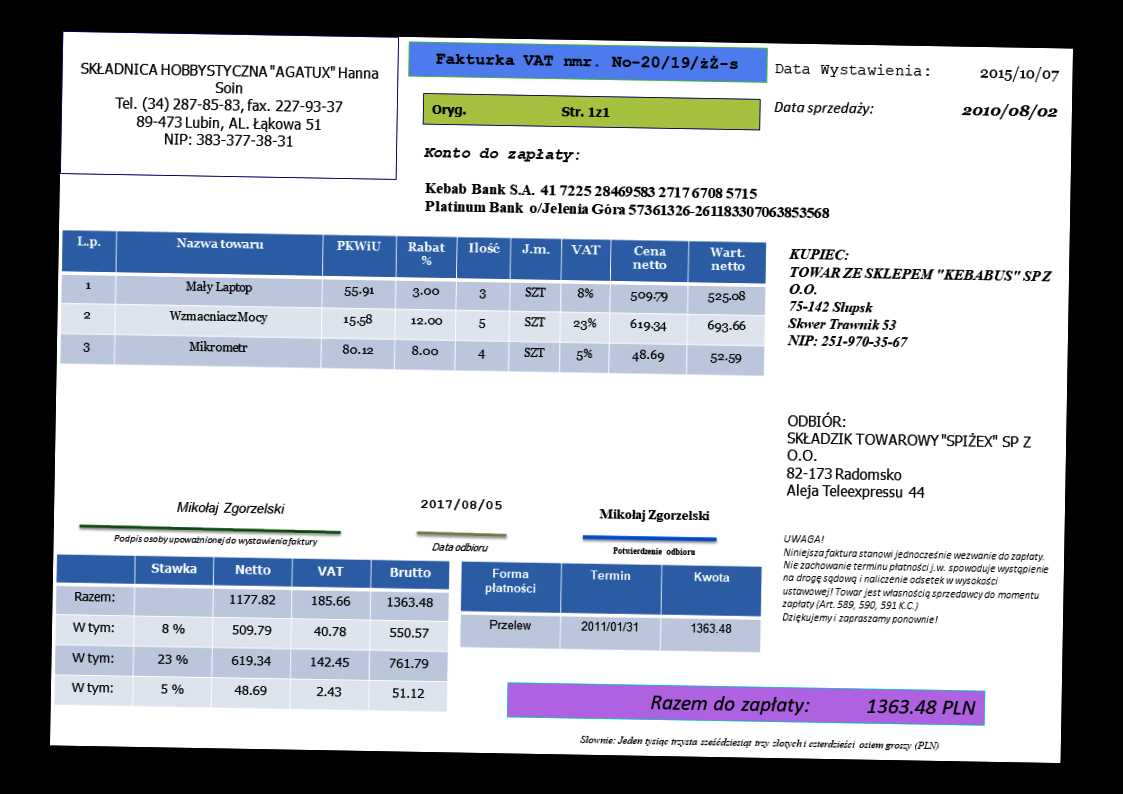 SKŁADNICA HOBBYSTYCZNA "AGATUX" Hanna
Soin
Tel. (34) 287-85-83, fax. 227-93-37
89-473 Lubin, AL. Łąkowa 51
NIP: 383-377-38-31
Fakturka VAT nmr. No-20/19/żŻ-s
Oryg. Str. 1z1
Data Wystawienia: 2015/10/07
Data sprzedaży: 2010/08/02
Konto do zapłaty:
Kebab Bank S.A. 41 7225 28469583 2717 6708 5715
Platinum Bank o/Jelenia Góra 57361326-261183307063853568
L.p. Nazwa towaru PKWiU Rabat % Ilość J.m. VAT Cena netto Wart. netto
1 Mały Laptop 55.91 3.00 3 SZT 8% 509.79 525.08
2 WzmacniaczMocy 15.58 12.00 5 SZT 23% 619.34 693.66
3 Mikrometr 80.12 8.00 4 SZT 5% 48.69 52.59
KUPIEC:
TOWAR ZE SKLEPEM "KEBABUS" SP Z
O.O.
75-142 Słupsk
Skwer Trawnik 53
NIP: 251-970-35-67
ODBIÓR:
SKŁADZIK TOWAROWY "SPIŻEX" SP Z
O.O.
82-173 Radomsko
Aleja Teleexpressu 44
Mikołaj Zgorzelski
Podpis osoby upoważnionej do wystawienia faktury
2017/08/05
Data odbioru
Mikołaj Zgorzelski
Potwierdzenie odbioru
Stawka Netto VAT Brutto
Razem: 1177.82 185.66 1363.48
W tym: 8 % 509.79 40.78 550.57
W tym: 23 % 619.34 142.45 761.79
W tym: 5 % 48.69 2.43 51.12
Forma płatności Termin Kwota
Przelew 2011/01/31 1363.48
UWAGA!
Niniejsza faktura stanowi jednocześnie wezwanie do zapłaty.
Nie zachowanie terminu płatności j.w. spowoduje wystąpienie
na drogę sądową i naliczenie odsetek w wysokości
ustawowej! Towar jest własnością sprzedawcy do momentu
zapłaty (Art. 589, 590, 591 K.C.)
Dziękujemy i zapraszamy ponownie!
Razem do zapłaty: 1363.48 PLN
Słownie: Jeden tysiąc trzysta sześćdziesiąt trzy złotych i czterdzieści osiem groszy (PLN)